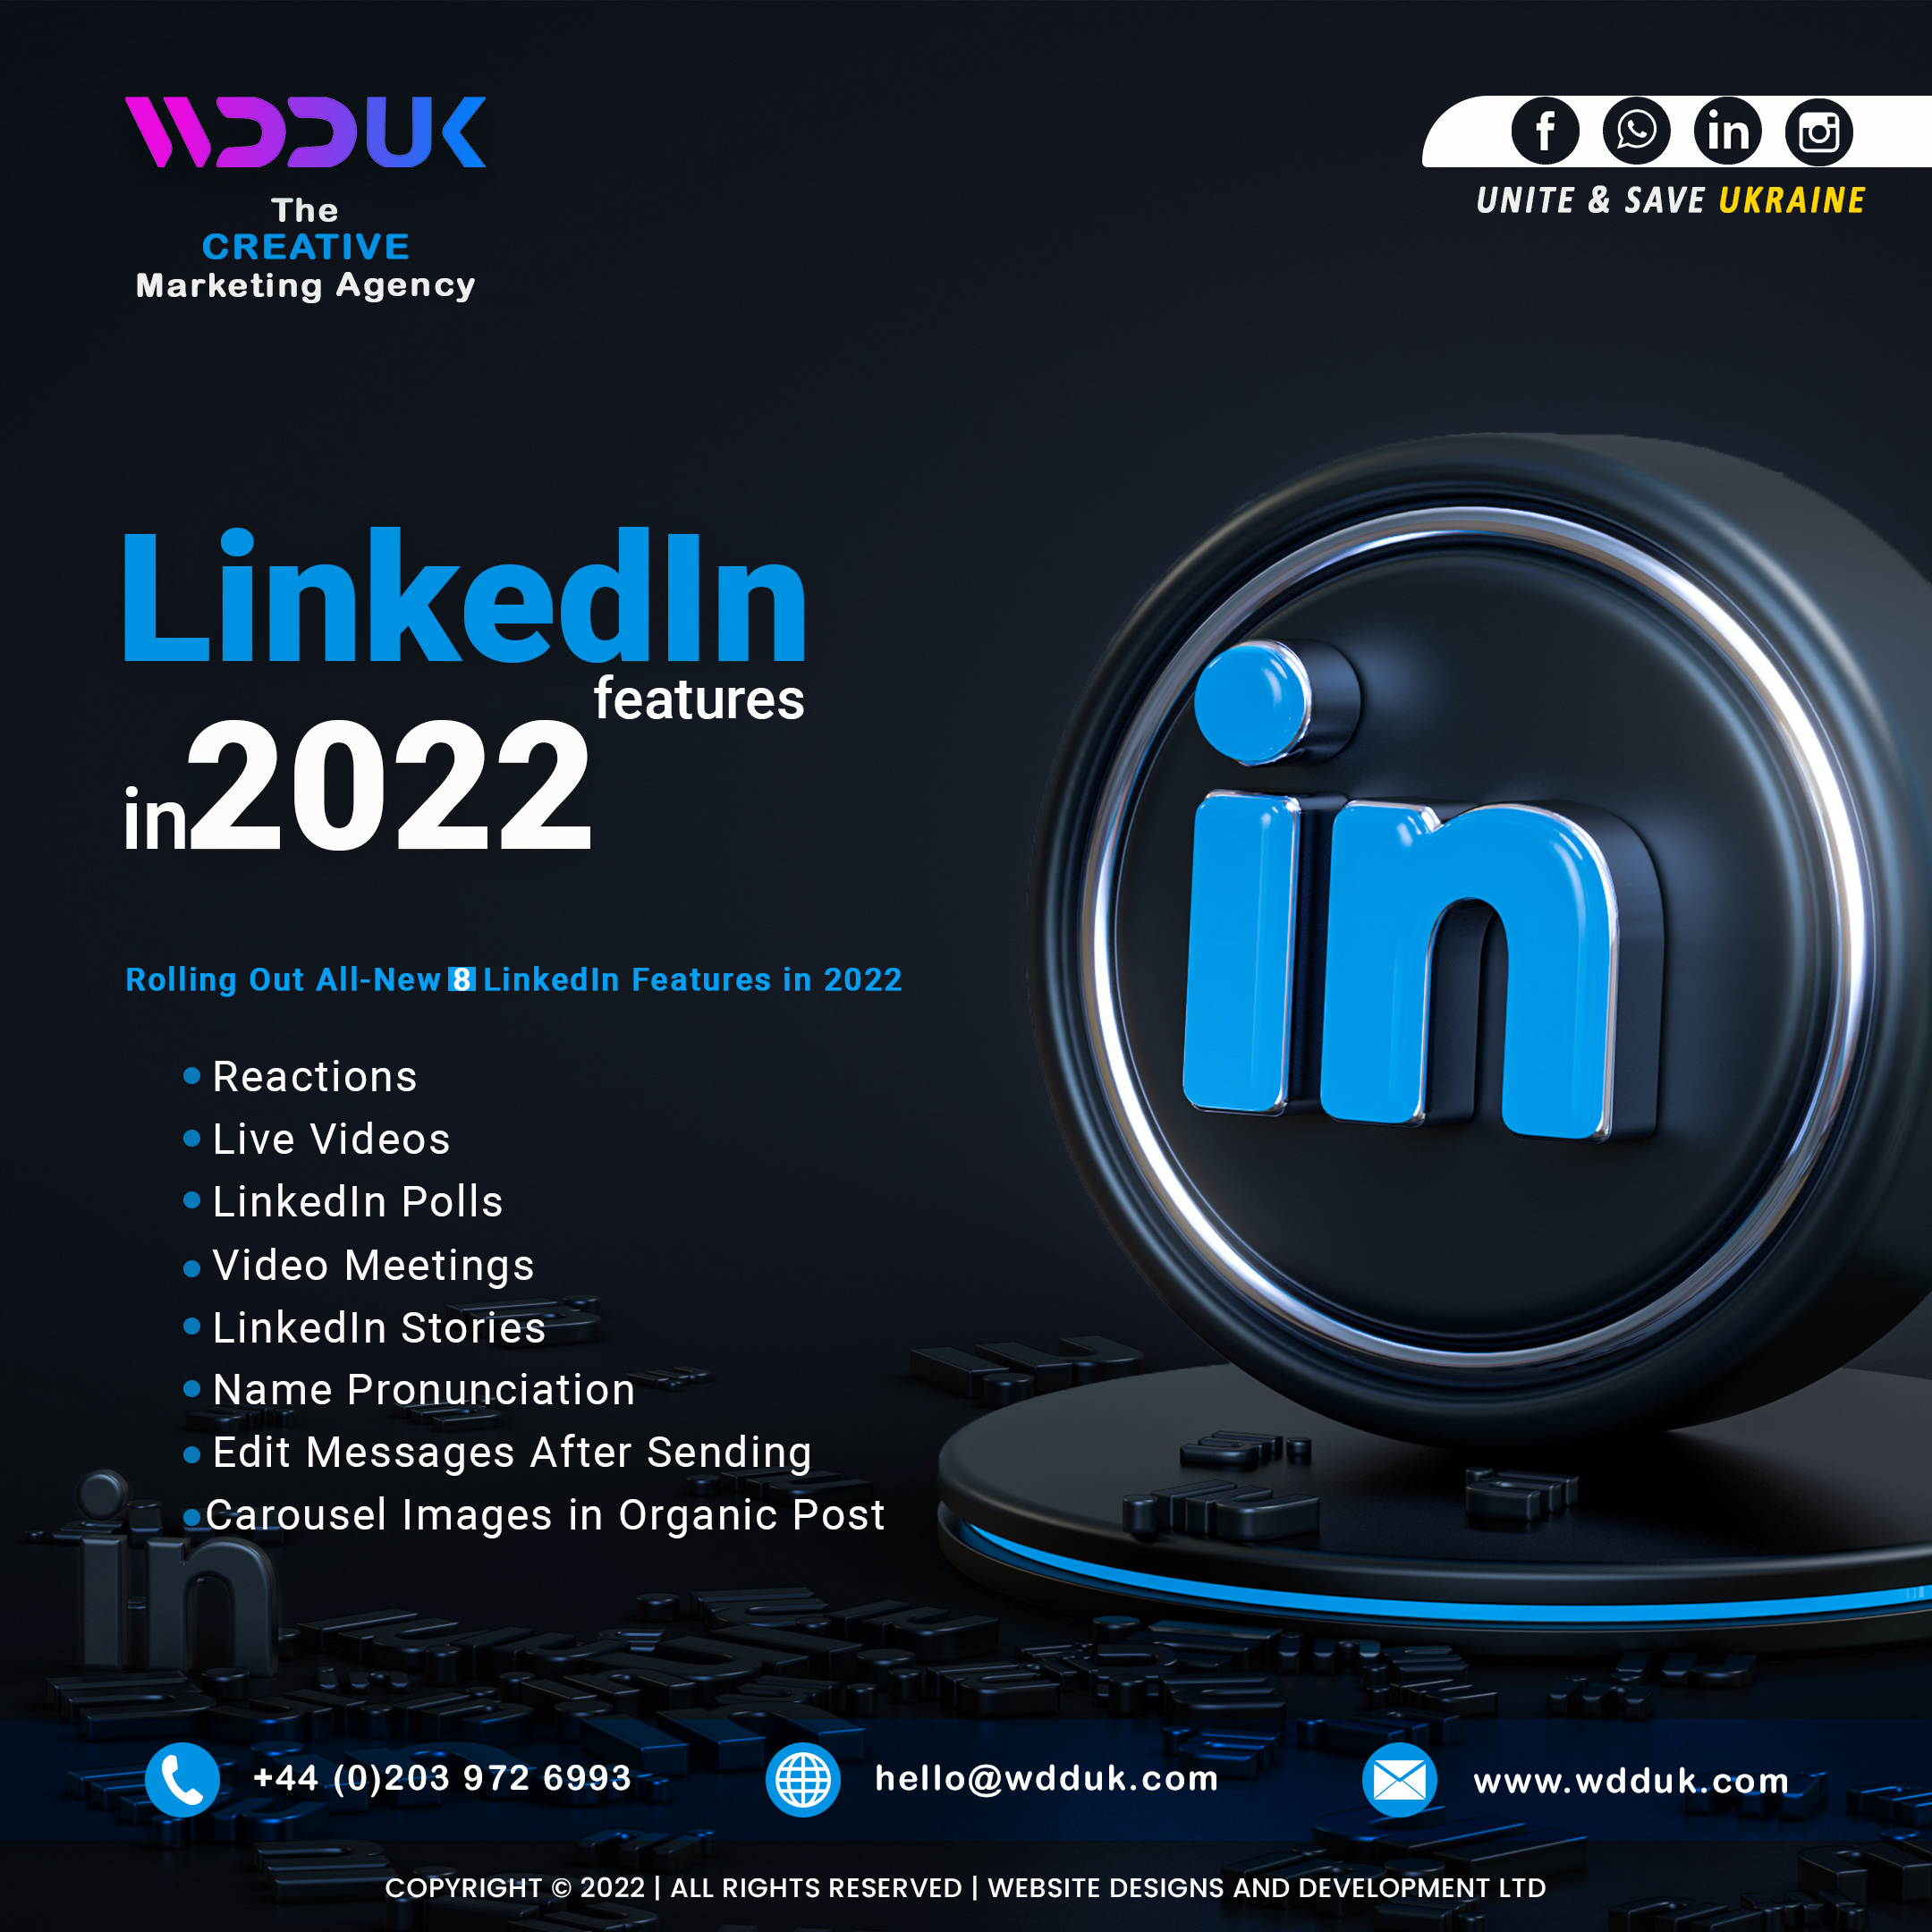 WDDUK
The
CREATIVE
Marketing Agency
UNITE & SAVE UKRAINE
LinkedIn
features
in2022
Rolling Out All-New 8 LinkedIn Features in 2022
• Reactions
• Live Videos
• LinkedIn Polls
• Video Meetings
• LinkedIn Stories
• Name Pronunciation
• Edit Messages After Sending
• Carousel Images in Organic Post
in
+44 (0)203 972 6993
hello@wdduk.com
www.wdduk.com
COPYRIGHT © 2022 | ALL RIGHTS RESERVED | WEBSITE DESIGNS AND DEVELOPMENT LTD